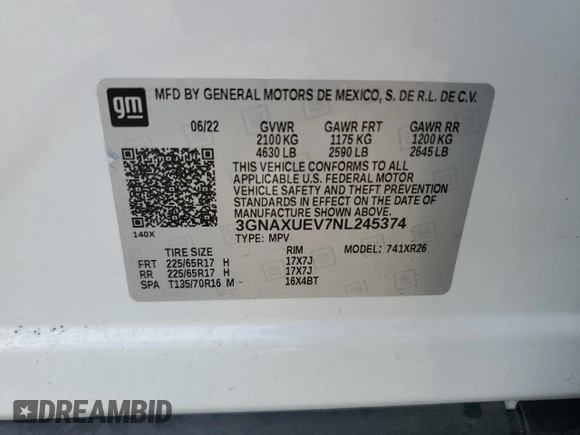 gm MFD BY GENERAL MOTORS DE MEXICO, S. DE R.L. DE C.V.
06/22 GVWR GAWR FRT GAWR RR
2100 KG 1175 KG 1200 KG
4630 LB 2590 LB 2645 LB
THIS VEHICLE CONFORMS TO ALL
APPLICABLE U.S. FEDERAL MOTOR
VEHICLE SAFETY AND THEFT PREVENTION
STANDARDS IN EFFECT ON THE DATE OF
MANUFACTURE SHOWN ABOVE.
140X 3GNAXUEV7NL245374
TYPE: MPV 741XR26
TIRE SIZE RIM
FRT 225/65R17 H 17X7J
RR 225/65R17 H 17X7J
SPA T135/70R16 M 16X4BT
DREAMBID